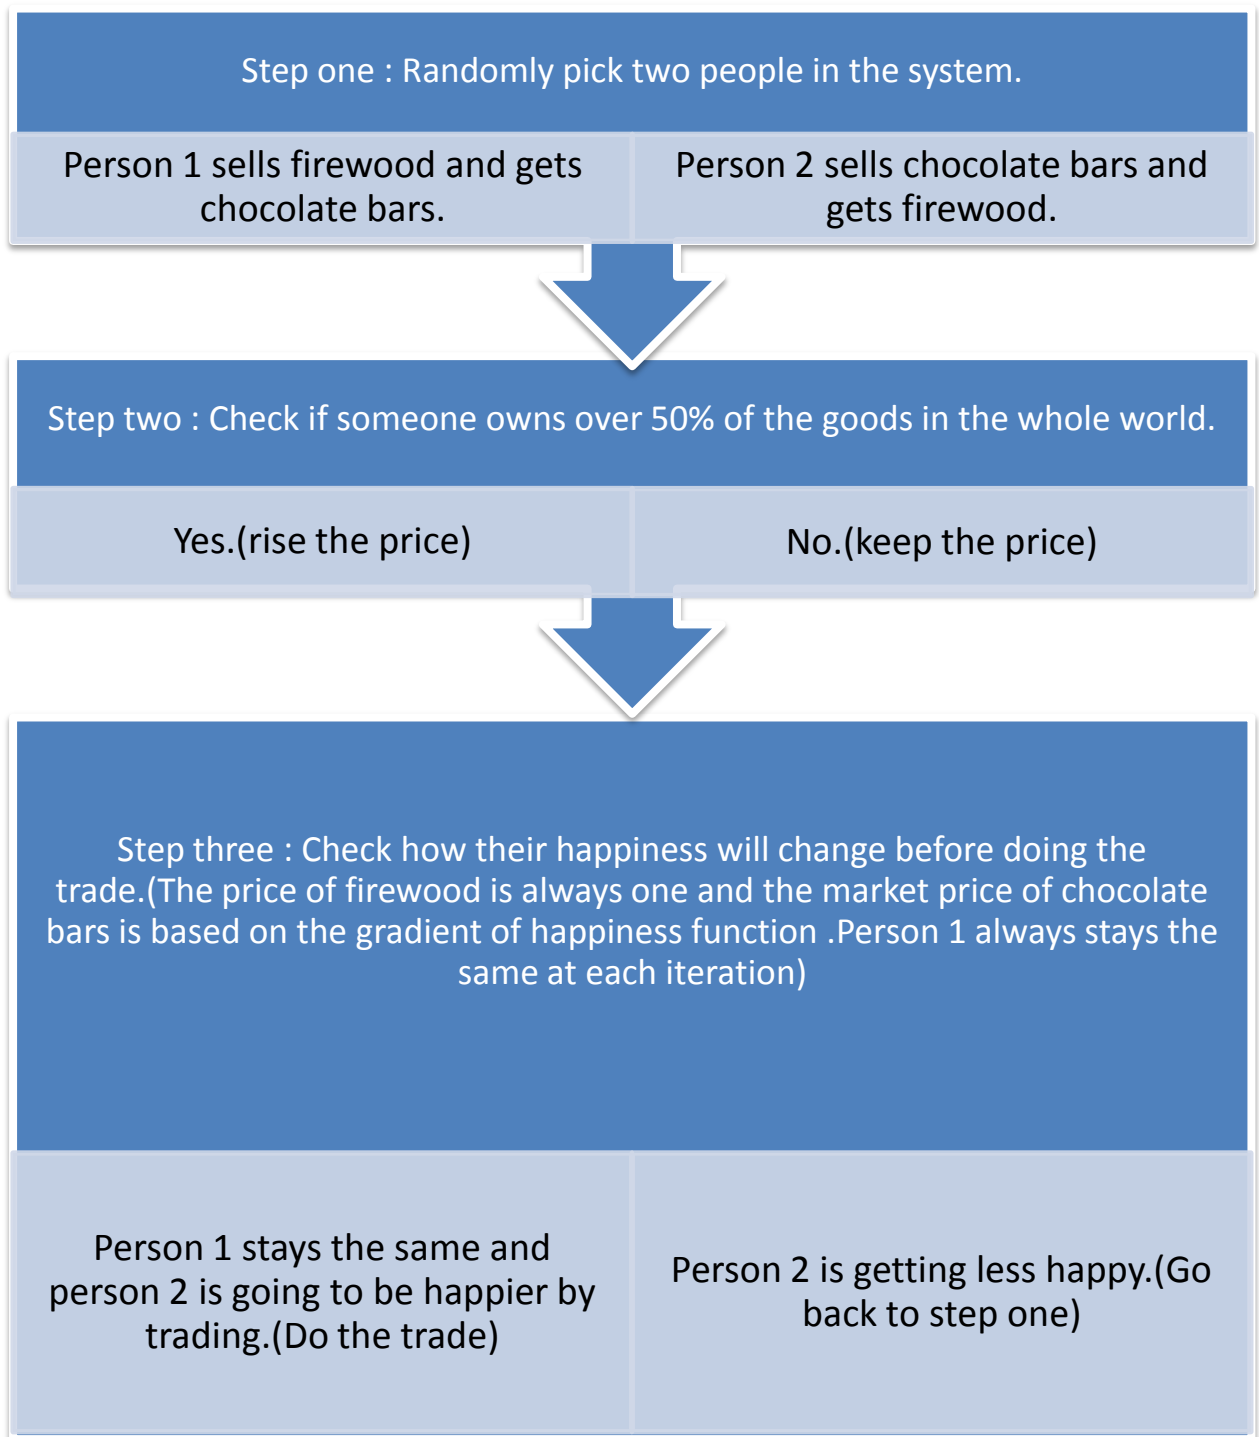 Step one : Randomly pick two people in the system.
Person 1 sells firewood and gets
chocolate bars.
Person 2 sells chocolate bars and
gets firewood.
Step two : Check if someone owns over 50% of the goods in the whole world.
Yes.(rise the price)
No.(keep the price)
Step three : Check how their happiness will change before doing the
trade.(The price of firewood is always one and the market price of chocolate
bars is based on the gradient of happiness function .Person 1 always stays the
same at each iteration)
Person 1 stays the same and
person 2 is going to be happier by
trading.(Do the trade)
Person 2 is getting less happy.(Go
back to step one)